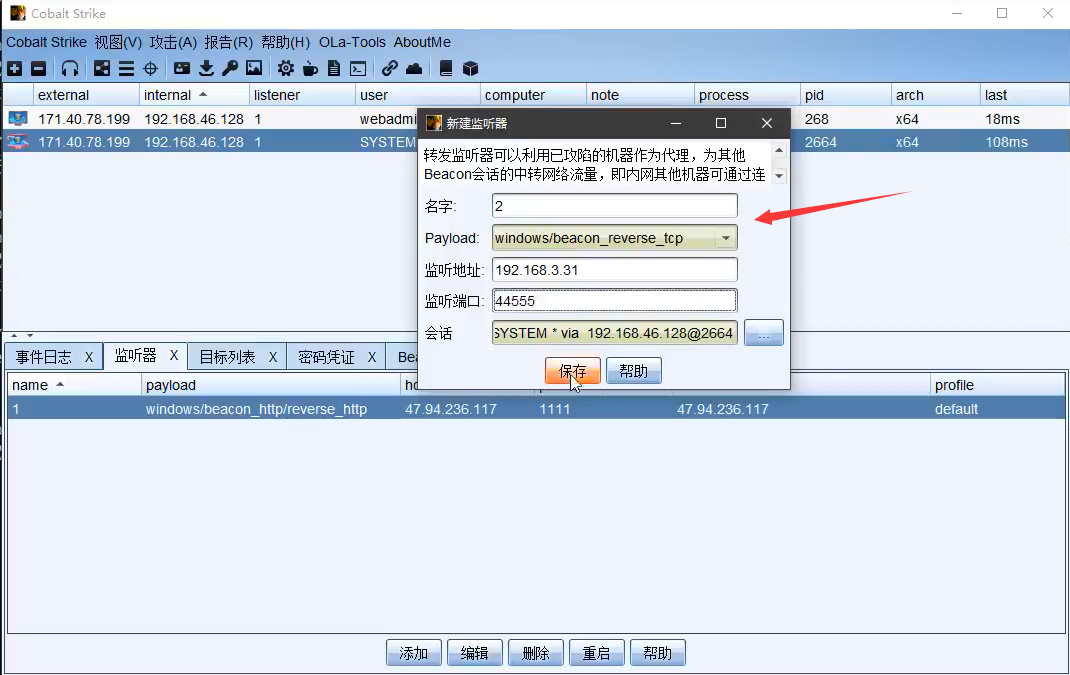 Cobalt Strike
Cobalt Strike 视图(V) 攻击(A) 报告(R) 帮助(H) OLa-Tools AboutMe
external internal listener user computer note process pid arch last
171.40.78.199 192.168.46.128 1 webadmi 268 x64 18ms
171.40.78.199 192.168.46.128 1 SYSTEM 2664 x64 108ms
新建监听器
转发监听器可以利用已攻陷的机器作为代理，为其他
Beacon会话的中转网络流量，即内网其他机器可通过连
名字: 2
Payload: windows/beacon_reverse_tcp
监听地址: 192.168.3.31
监听端口: 44555
会话 SYSTEM * via 192.168.46.128@2664 ...
保存 帮助
事件日志 X 监听器 X 目标列表 X 密码凭证 X Bea
name payload ho profile
1 windows/beacon_http/reverse_http 47.94.236.117 1111 47.94.236.117 default
添加 编辑 删除 重启 帮助